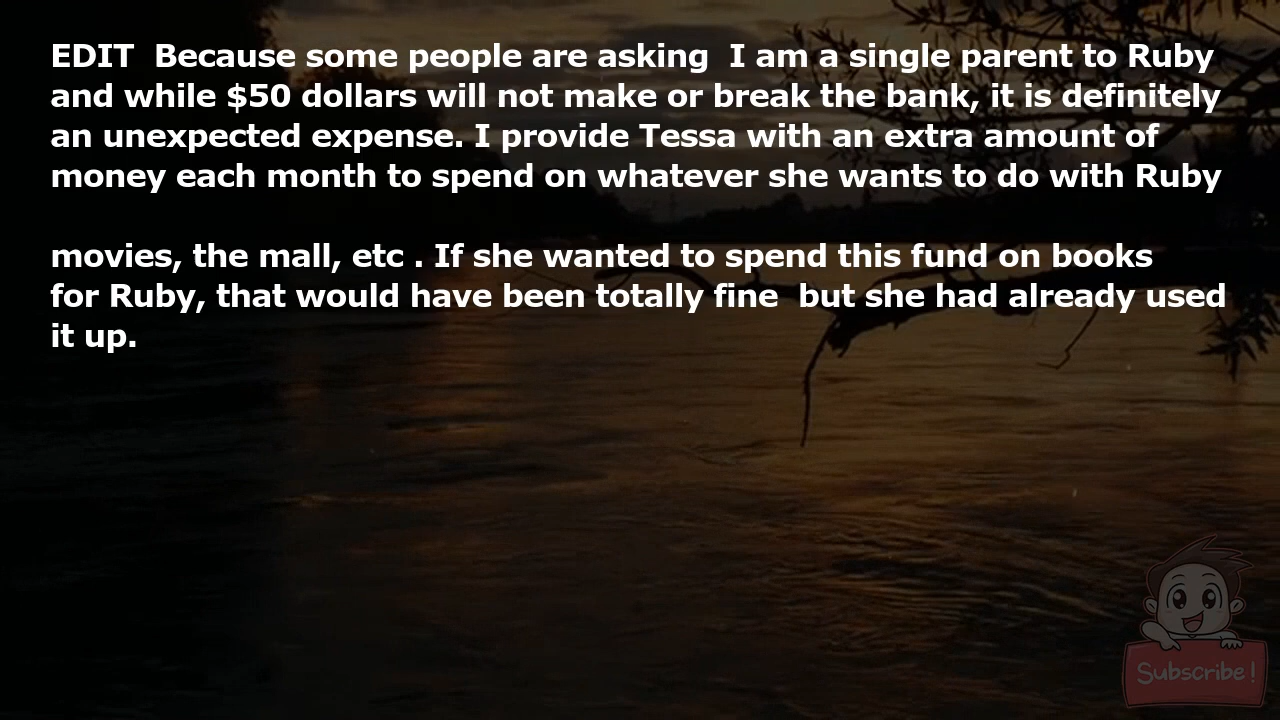 EDIT  Because some people are asking  I am a single parent to Ruby
and while $50 dollars will not make or break the bank, it is definitely
an unexpected expense. I provide Tessa with an extra amount of
money each month to spend on whatever she wants to do with Ruby
movies, the mall, etc . If she wanted to spend this fund on books
for Ruby, that would have been totally fine  but she had already used
it up.
Subscribe!